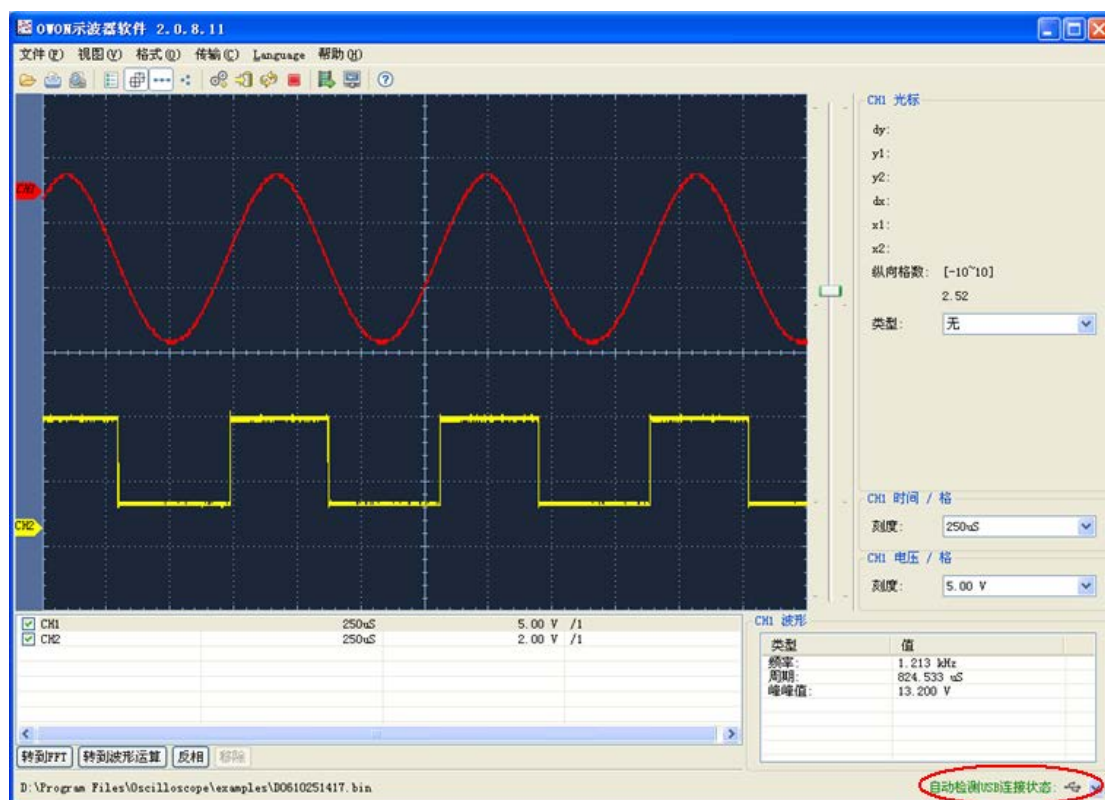 OWON示波器软件 2.0.8.11
文件(F) 视图(V) 格式(O) 传输(C) Language 帮助(H)
CH1 光标
dy:
y1:
y2:
dx:
x1:
x2:
纵向格数: [-10~10]
2.52
类型: 无
CH1
CH2
CH1 时间 / 格
刻度: 250uS
CH1 电压 / 格
刻度: 5.00 V
CH1 250uS 5.00 V /1
CH2 250uS 2.00 V /1
CH1 波形
类型 值
频率: 1.213 kHz
周期: 824.533 uS
峰峰值: 13.200 V
转到FFT 转到波形运算 反相 移除
D:\Program Files\Oscilloscope\examples\D0610251417.bin
自动检测USB连接状态: